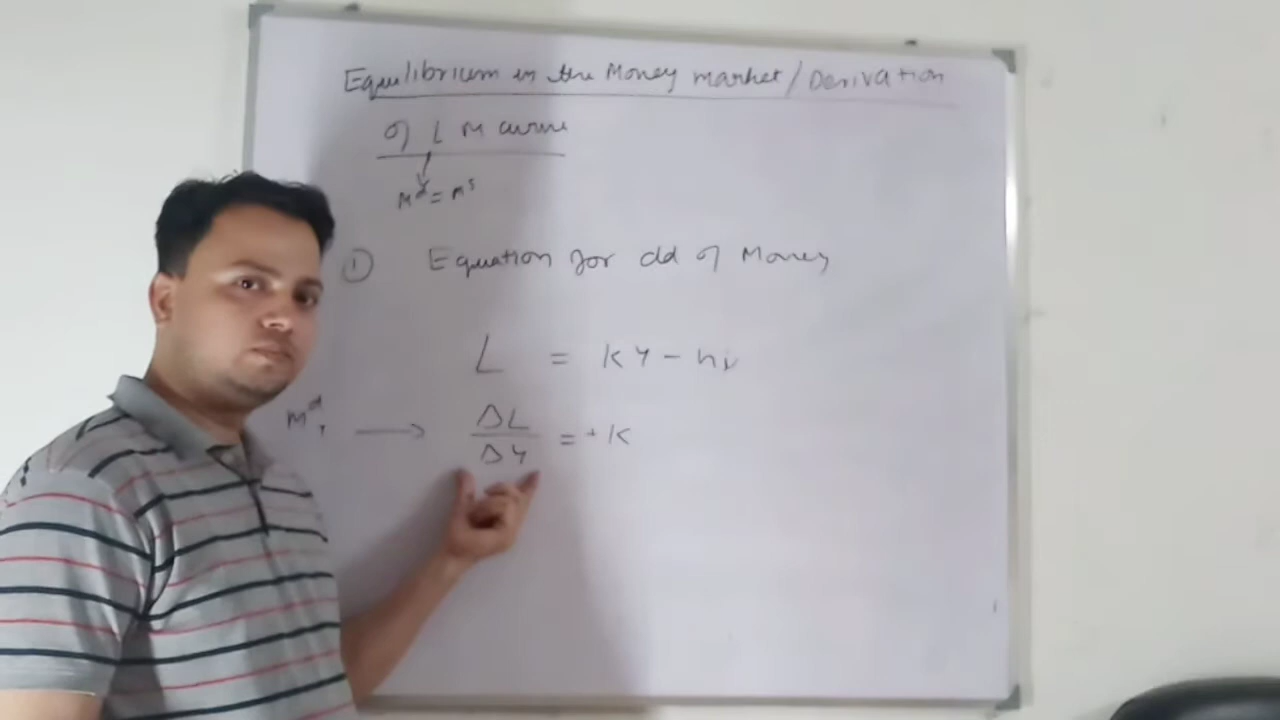 Equilibrium in the Money market/Derivation
of LM curve
Mᵈ = Mˢ
① Equation for dd of Money
L = KY - hi
Mᵈ → ΔL/ΔY = + K